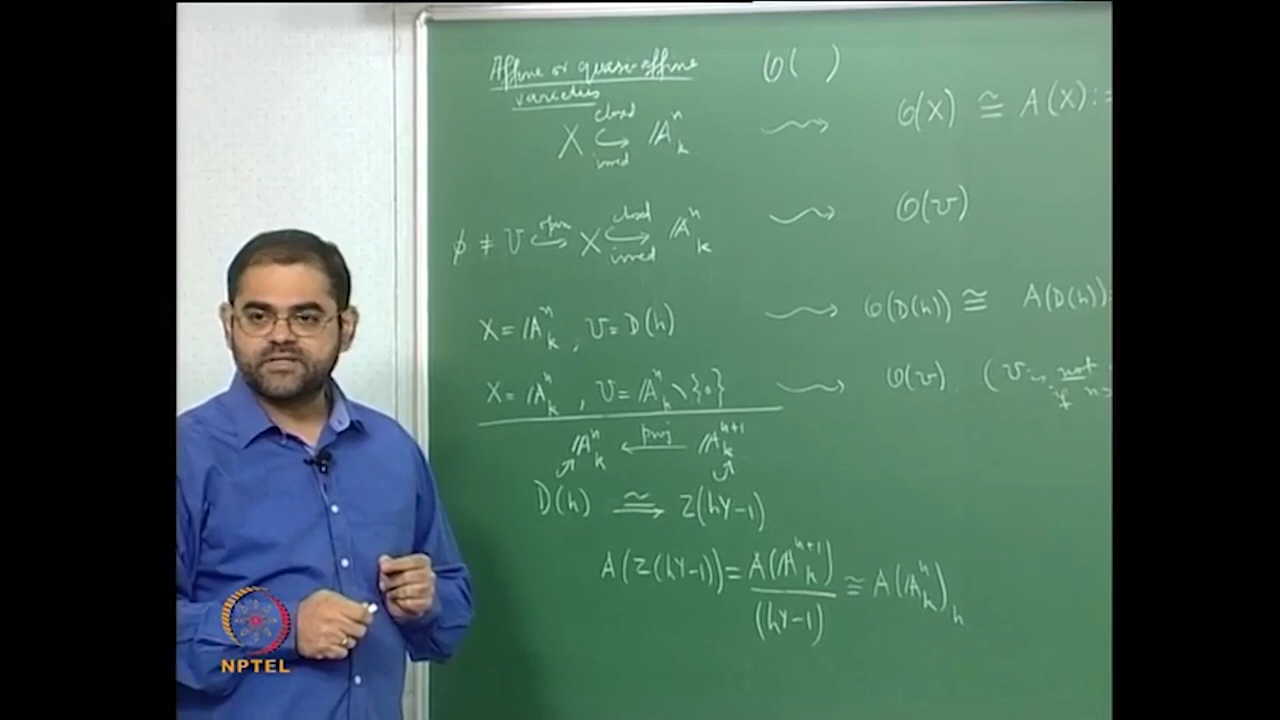 Affine or quasi-affine varieties O( )
X closed ↪ irred 𝔸ⁿₖ ⤳ O(X) ≅ A(X) :=
ϕ ≠ U open ↪ X closed ↪ irred 𝔸ⁿₖ ⤳ O(U)
X = 𝔸ⁿₖ, U = D(h) ⤳ O(D(h)) ≅ A(D(h)) :
X = 𝔸ⁿₖ, U = 𝔸ⁿₖ \ {0} ⤳ O(U). (U is not
if n>
𝔸ⁿₖ ⟵ proj 𝔸ⁿ⁺¹ₖ
D(h) ≅ Z(hY-1)
A(Z(hY-1)) = A(𝔸ⁿ⁺¹ₖ) / (hY-1) ≅ A(𝔸ⁿₖ)ₕ
NPTEL